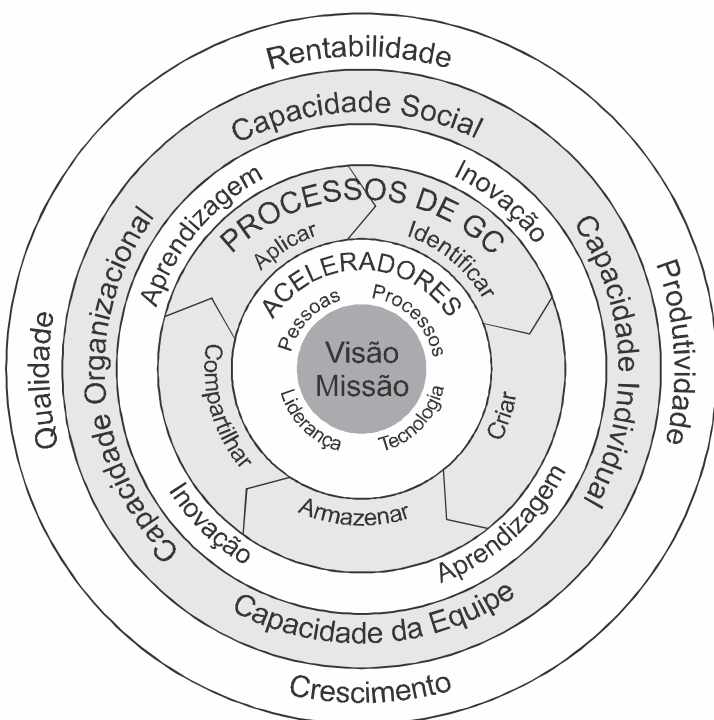 Rentabilidade
Capacidade Social
Aprendizagem
Inovação
PROCESSOS DE GC
Aplicar
Identificar
ACELERADORES
Pessoas
Processos
Visão
Missão
Liderança
Tecnologia
Qualidade
Capacidade Organizacional
Compartilhar
Criar
Capacidade Individual
Produtividade
Armazenar
Inovação
Aprendizagem
Capacidade da Equipe
Crescimento